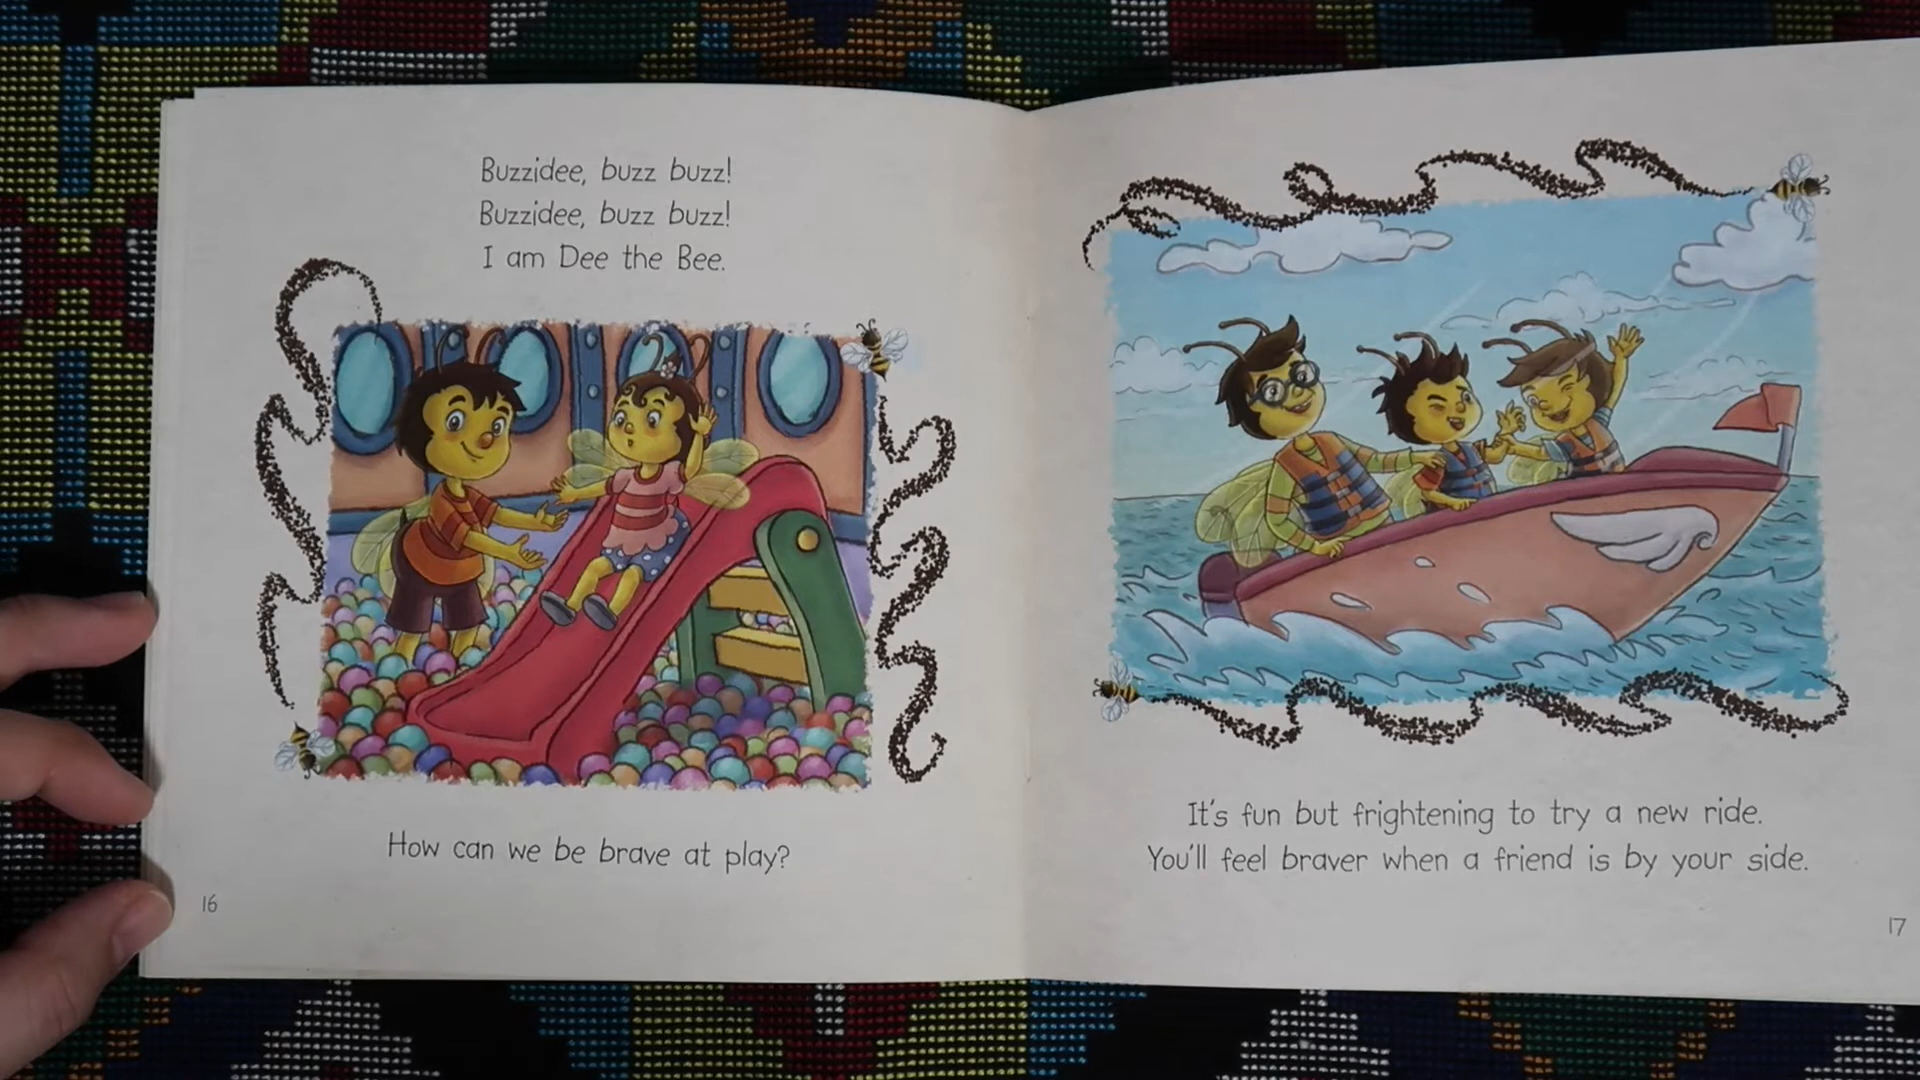 Buzzidee, buzz buzz!
Buzzidee, buzz buzz!
I am Dee the Bee.
How can we be brave at play?
16
It's fun but frightening to try a new ride.
You'll feel braver when a friend is by your side.
17